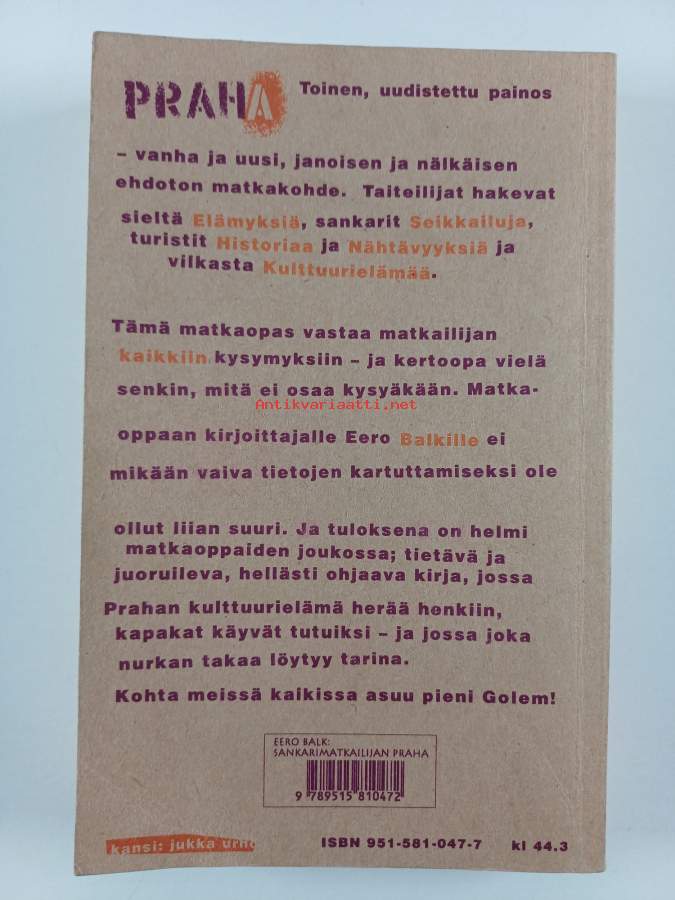 PRAHA Toinen, uudistettu painos
– vanha ja uusi, janoisen ja nälkäisen
ehdoton matkakohde. Taiteilijat hakevat
sieltä Elämyksiä, sankarit Seikkailuja,
turistit Historiaa ja Nähtävyyksiä ja
vilkasta Kulttuurielämää.
Tämä matkaopas vastaa matkailijan
kaikkiin kysymyksiin – ja kertoopa vielä
senkin, mitä ei osaa kysyäkään. Matka-
Antikvariaatti.net
oppaan kirjoittajalle Eero Balkille ei
mikään vaiva tietojen kartuttamiseksi ole
ollut liian suuri. Ja tuloksena on helmi
matkaoppaiden joukossa; tietävä ja
juoruileva, hellästi ohjaava kirja, jossa
Prahan kulttuurielämä herää henkiin,
kapakat käyvät tutuiksi – ja jossa joka
nurkan takaa löytyy tarina.
Kohta meissä kaikissa asuu pieni Golem!
EERO BALK:
SANKARIMATKAILIJAN PRAHA
9 789515 810472
kansi: jukka urho
ISBN 951-581-047-7 kl 44.3